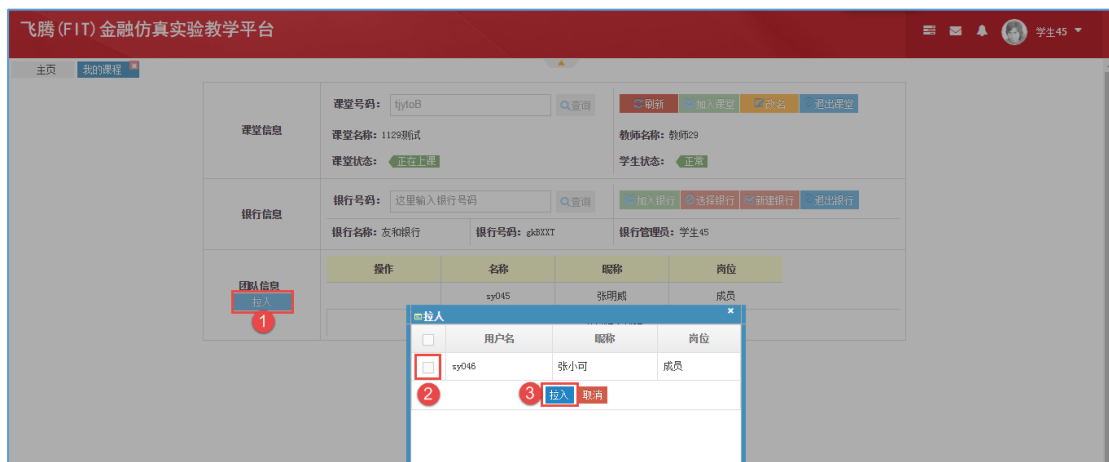 飞腾(FIT)金融仿真实验教学平台
学生45
主页 我的课程
课堂信息
课堂号码： tjytoB 查询 刷新 加入课堂 改名 退出课堂
课堂名称：1129测试 教师名称：教师29
课堂状态： 正在上课 学生状态： 正常
银行信息
银行号码： 这里输入银行号码 查询 加入银行 选择银行 新建银行 退出银行
银行名称：友和银行 银行号码：gkBXXT 银行管理员：学生45
团队信息
拉入
1
操作 名称 昵称 岗位
sy045 张明威 成员
拉人 ×
用户名 昵称 岗位
sy046 张小可 成员
2
3 拉入 取消